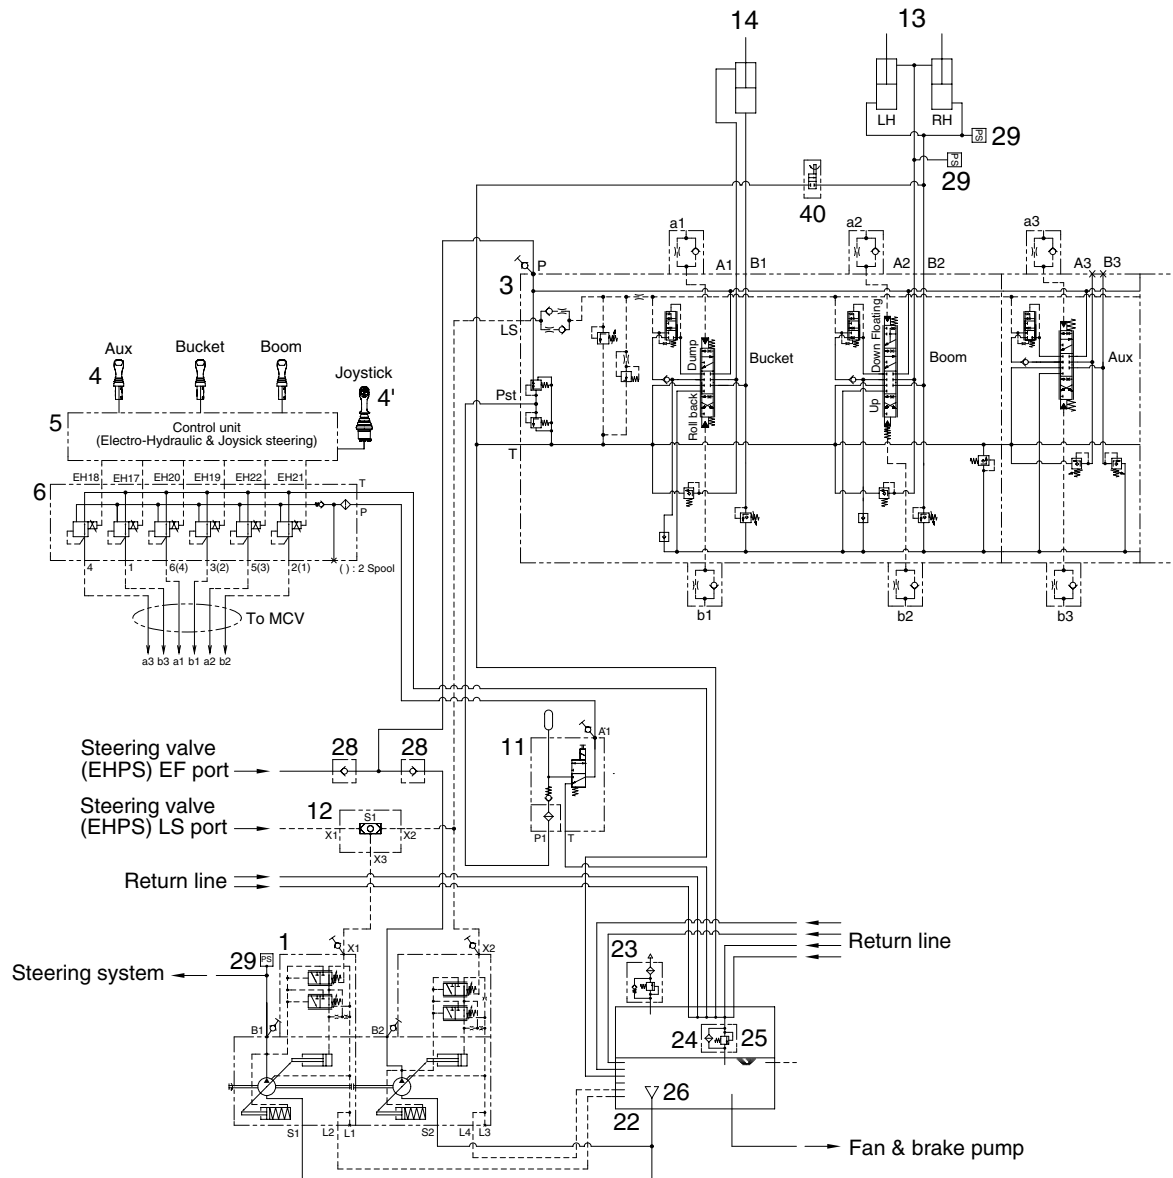 14
13
LH
RH
PS
29
PS
29
40
a1
a2
a3
A1
B1
A2
B2
A3
B3
P
3
LS
Dump
Roll back
Bucket
Down Floating
Up
Boom
Aux
Pst
T
Aux
Bucket
Boom
Joystick
4
4'
5
Control unit
(Electro-Hydraulic & Joysick steering)
EH18
EH17
EH20
EH19
EH22
EH21
6
T
P
4
1
6(4)
3(2)
5(3)
2(1)
( ) : 2 Spool
To MCV
a3
b3
a1
b1
a2
b2
b1
b2
b3
Steering valve
(EHPS) EF port
28
28
11
A1
P1
T
Steering valve
(EHPS) LS port
12
S1
X1
X2
X3
Return line
Return line
1
X1
X2
29
PS
Steering system
B1
B2
23
24
25
26
22
S1
L2
L1
S2
L4
L3
Fan & brake pump